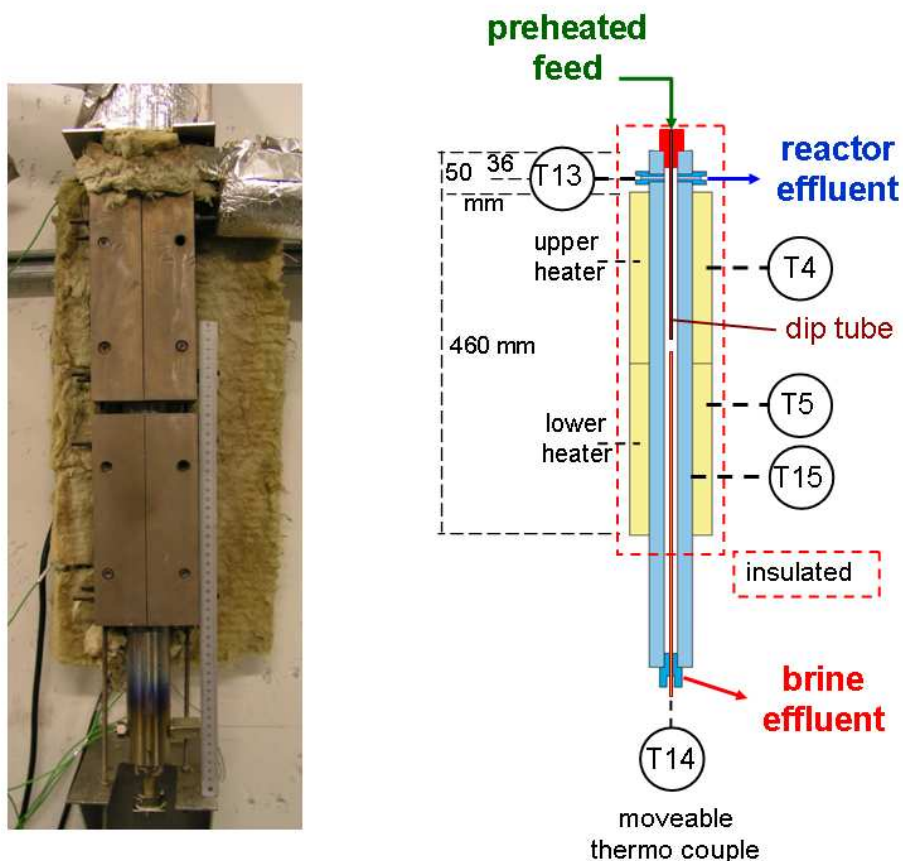 preheated
feed
50 36
T13
mm
reactor
effluent
upper
heater
T4
dip tube
460 mm
T5
lower
heater
T15
insulated
brine
effluent
T14
moveable
thermo couple